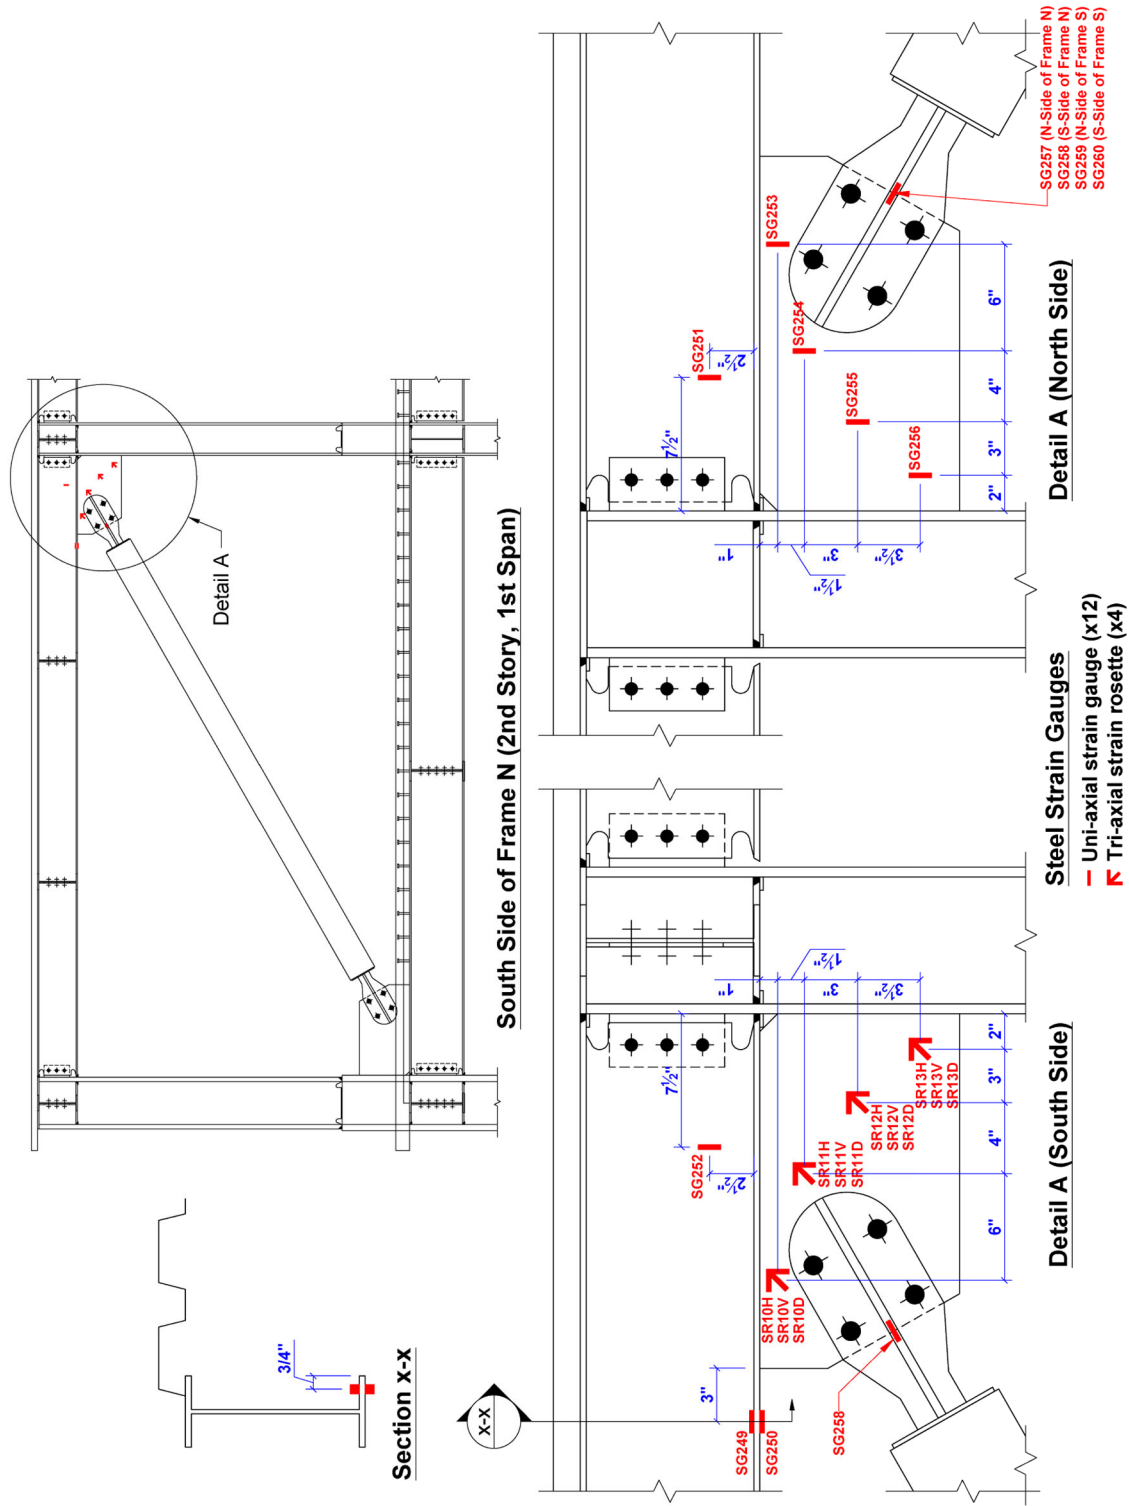 Detail A
South Side of Frame N (2nd Story, 1st Span)
3/4"
Section x-x
X-X
SG249
SG250
3"
SG252
7½"
2½"
SR10H
SR10V
SR10D
SR11H
SR11V
SR11D
SR12H
SR12V
SR12D
SR13H
SR13V
SR13D
SG258
1"
1½"
3"
3½"
6"
4"
3"
2"
Detail A (South Side)
SG251
7½"
2½"
SG253
SG254
SG255
SG256
1"
1½"
3"
3½"
2"
3"
4"
6"
Detail A (North Side)
SG257 (N-Side of Frame N)
SG258 (S-Side of Frame N)
SG259 (N-Side of Frame S)
SG260 (S-Side of Frame S)
Steel Strain Gauges
Uni-axial strain gauge (x12)
Tri-axial strain rosette (x4)